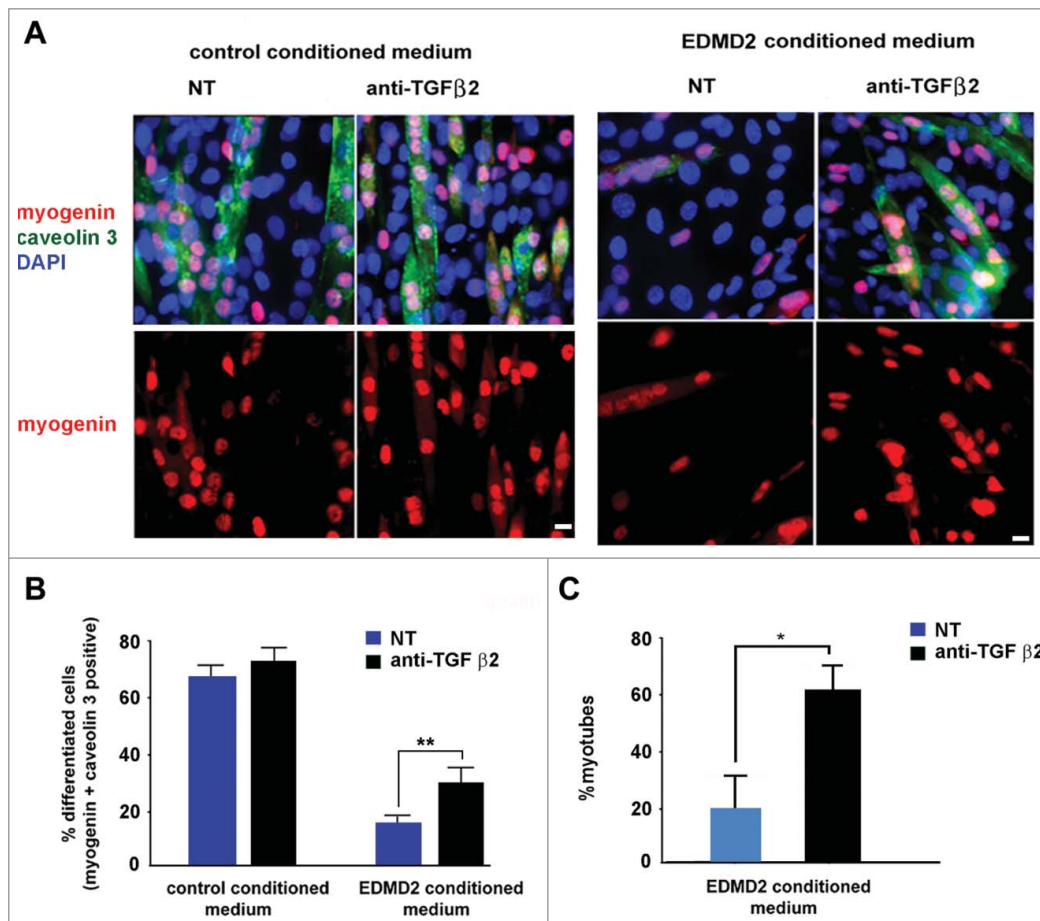 A
control conditioned medium
NT
anti-TGFβ2
EDMD2 conditioned medium
NT
anti-TGFβ2
myogenin
caveolin 3
DAPI
myogenin
B
% differentiated cells
(myogenin + caveolin 3 positive)
80
60
40
20
0
NT
anti-TGF β2
**
control conditioned
medium
EDMD2 conditioned
medium
C
% myotubes
80
60
40
20
0
*
NT
anti-TGF β2
EDMD2 conditioned
medium